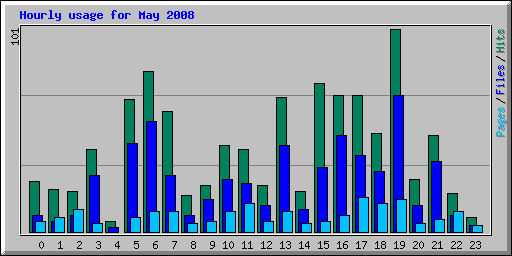 Hourly usage for May 2008
101
Pages/Files/Hits
0 1 2 3 4 5 6 7 8 9 10 11 12 13 14 15 16 17 18 19 20 21 22 23